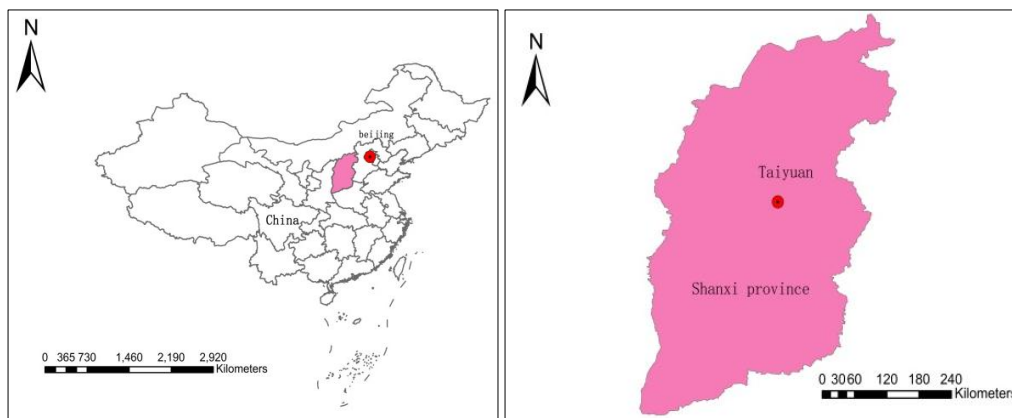 N
beijing
China
0 365 730 1,460 2,190 2,920
Kilometers
N
Taiyuan
Shanxi province
0 30 60 120 180 240
Kilometers